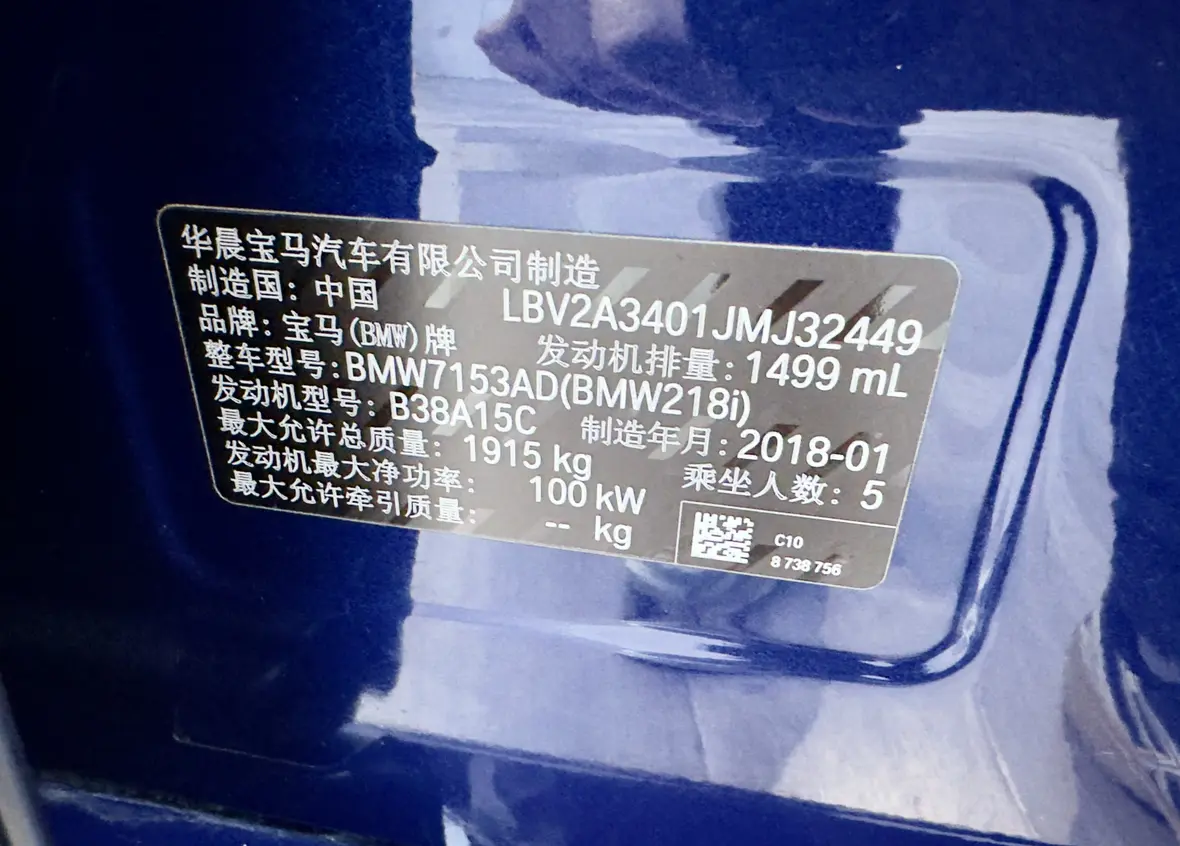 华晨宝马汽车有限公司制造
制造国：中国 LBV2A3401JMJ32449
品牌：宝马(BMW)牌 发动机排量：1499 mL
整车型号：BMW7153AD(BMW218i)
发动机型号：B38A15C 制造年月：2018-01
最大允许总质量：1915 kg 乘坐人数：5
发动机最大净功率：100 kW
最大允许牵引质量：-- kg
C10
8 738 756